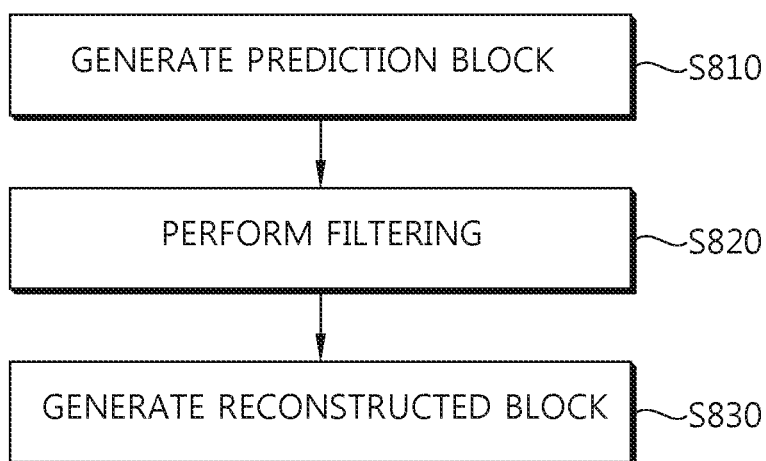 GENERATE PREDICTION BLOCK
S810
PERFORM FILTERING
S820
GENERATE RECONSTRUCTED BLOCK
S830